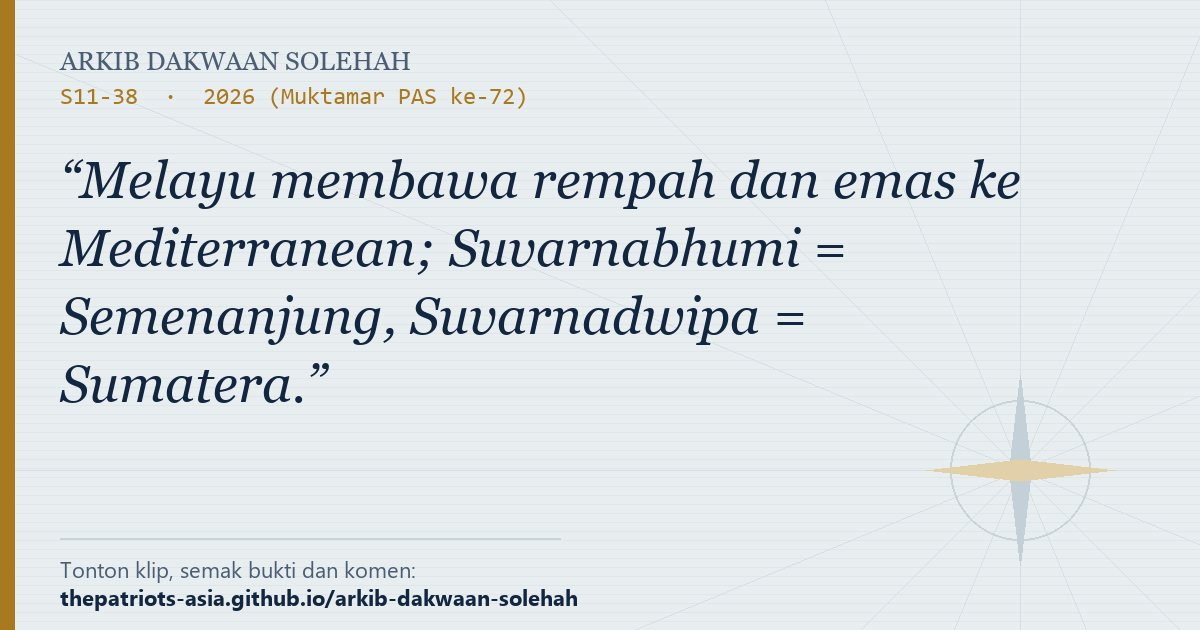 ARKIB DAKWAAN SOLEHAH
S11-38 · 2026 (Muktamar PAS ke-72)
“Melayu membawa rempah dan emas ke
Mediterranean; Suvarnabhumi =
Semenanjung, Suvarnadwipa =
Sumatera.”
Tonton klip, semak bukti dan komen:
thepatriots-asia.github.io/arkib-dakwaan-solehah